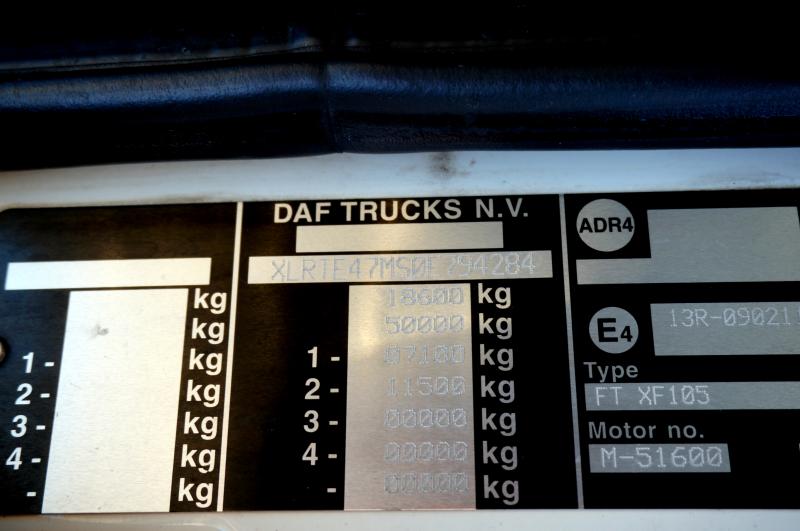 kg
kg
1- kg
2- kg
3- kg
4- kg
- kg
DAF TRUCKS N.V.
XLRTE47MS0E794284
18600 kg
50000 kg
1- 07100 kg
2- 11500 kg
3- 00000 kg
4- 00000 kg
- 00000 kg
ADR4
E4 13R-090211
Type
FT XF105
Motor no.
M-51600